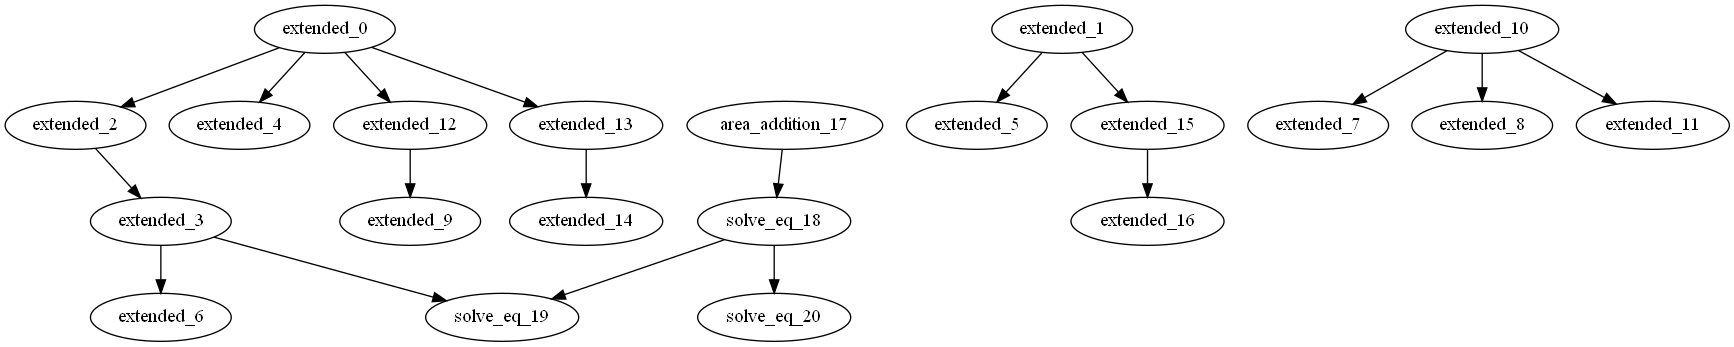 extended_0
extended_1
extended_10
extended_2
extended_4
extended_12
extended_13
area_addition_17
extended_5
extended_15
extended_7
extended_8
extended_11
extended_3
extended_9
extended_14
solve_eq_18
extended_16
extended_6
solve_eq_19
solve_eq_20